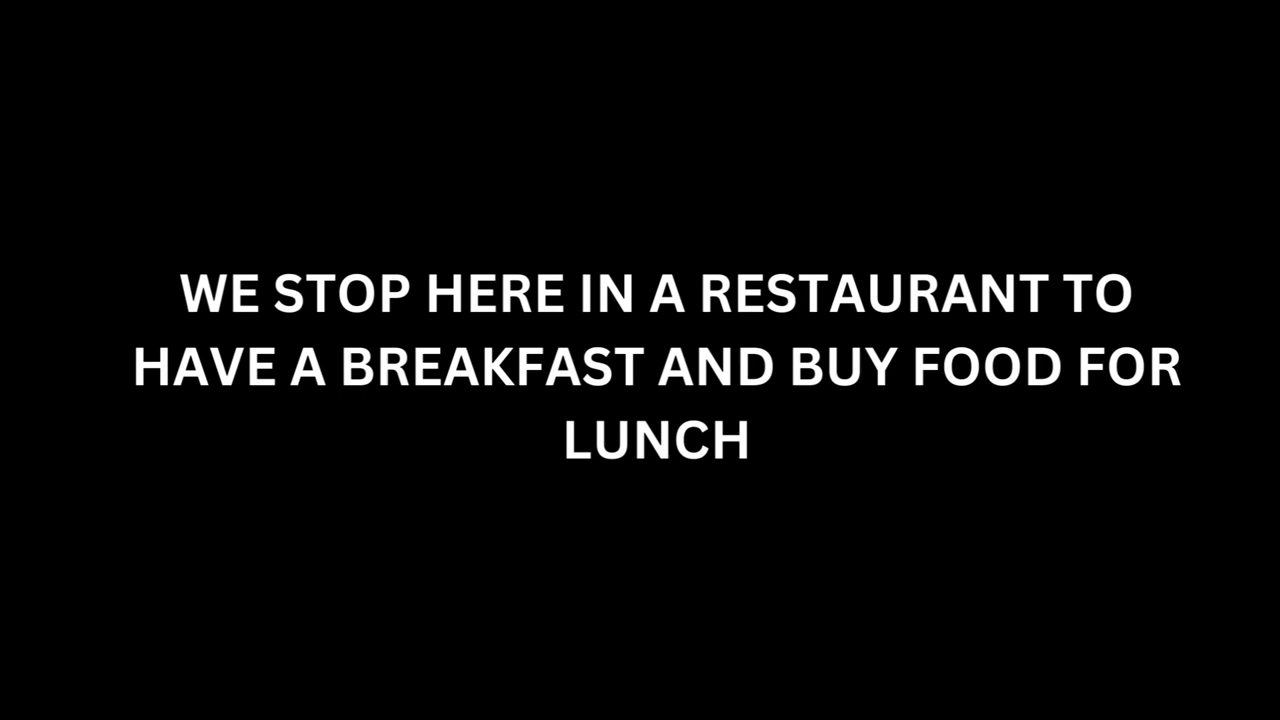 WE STOP HERE IN A RESTAURANT TO
HAVE A BREAKFAST AND BUY FOOD FOR
LUNCH